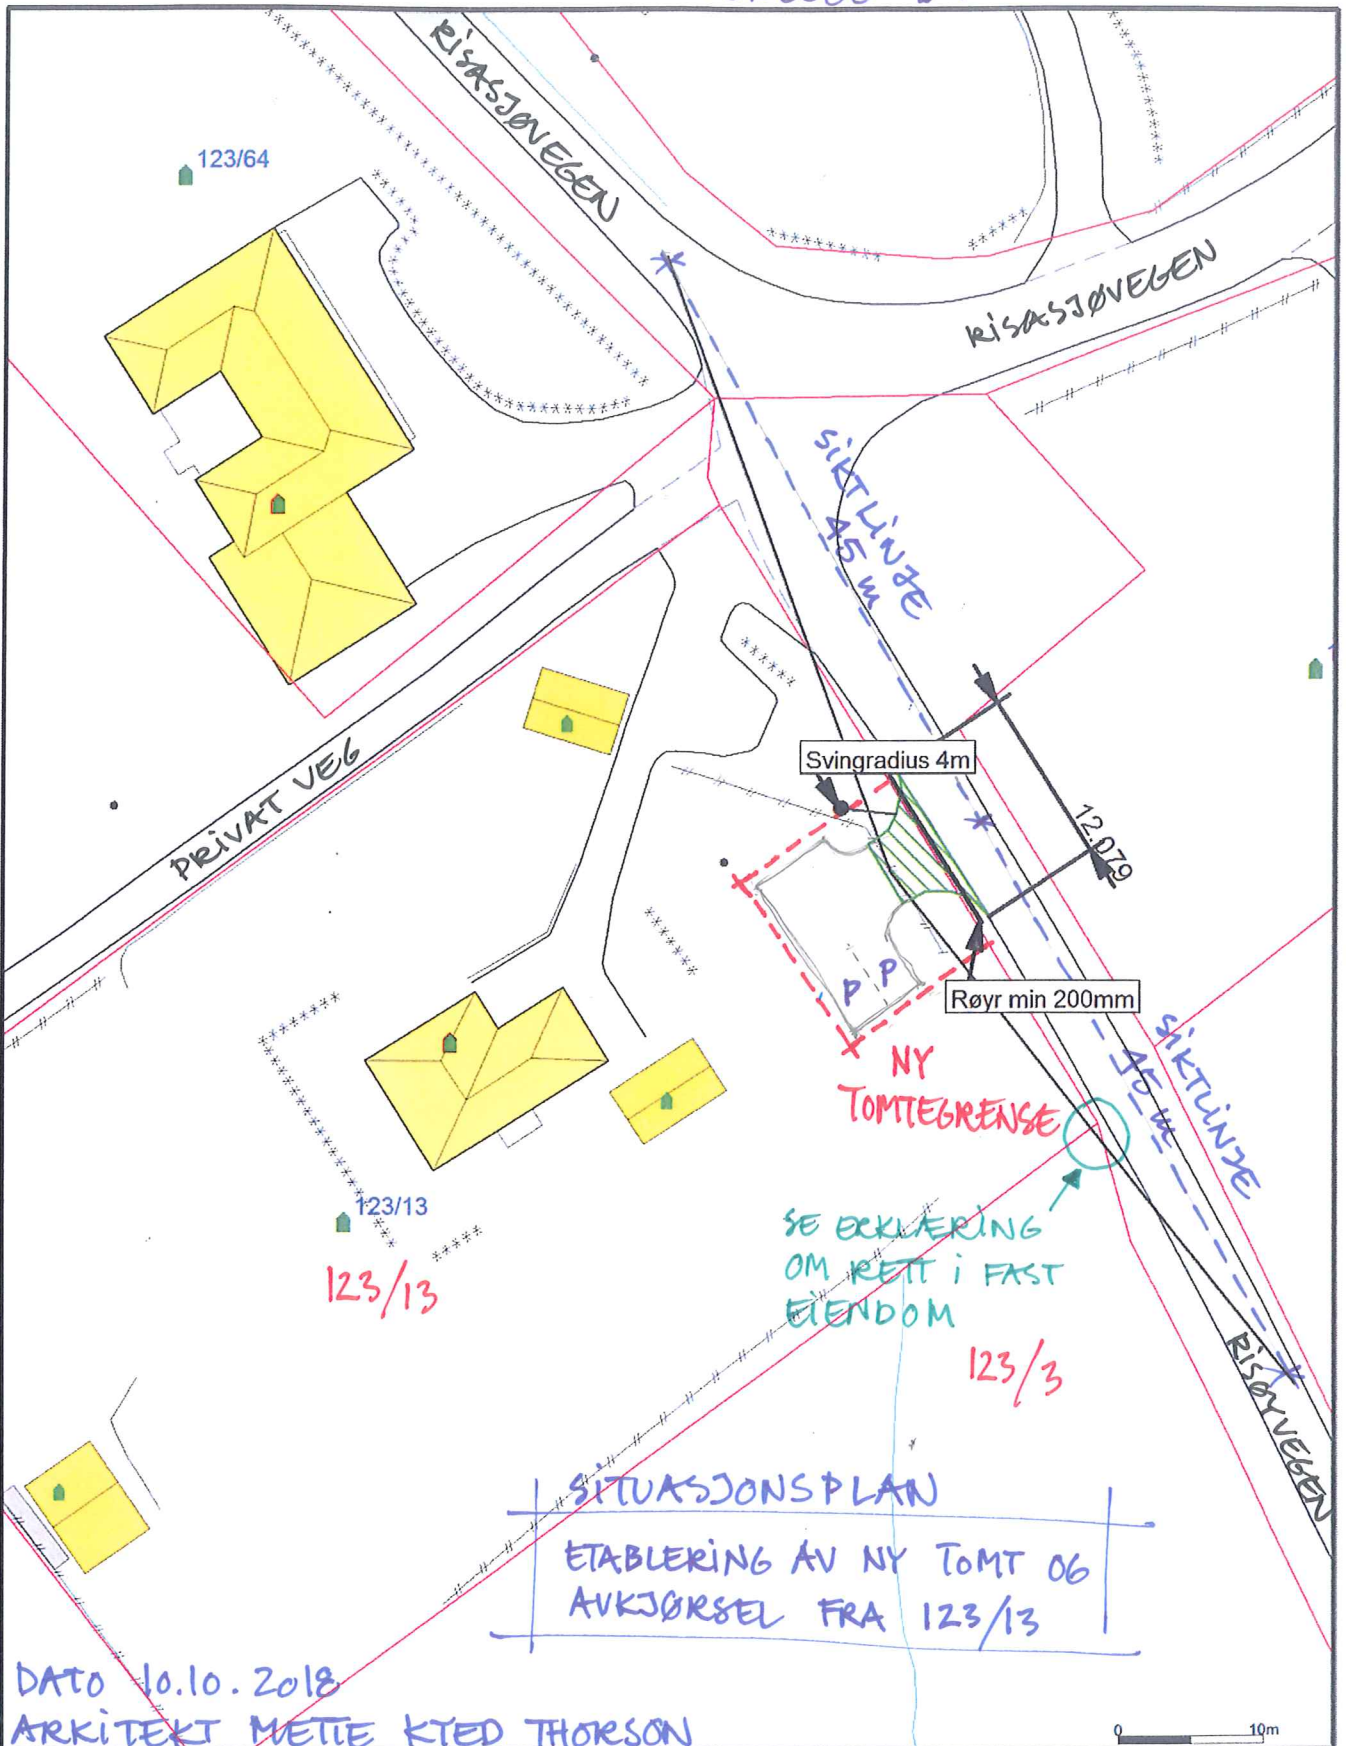 RISASJØVEGEN
123/64
RISASJØVEGEN
SIKTLINJE
45 m
Svingradius 4m
12.079
PRIVAT VEG
P P
Røyr min 200mm
NY
TOMTEGRENSE
SIKTLINJE
45 m
123/13
123/13
SE ERKLÆRING
OM RETT I FAST
EIENDOM
123/3
RISØYVEGEN
SITUASJONSPLAN
ETABLERING AV NY TOMT OG
AVKJØRSEL FRA 123/13
DATO 10.10.2018
ARKITEKT METTE KYED THORSON
0 10m